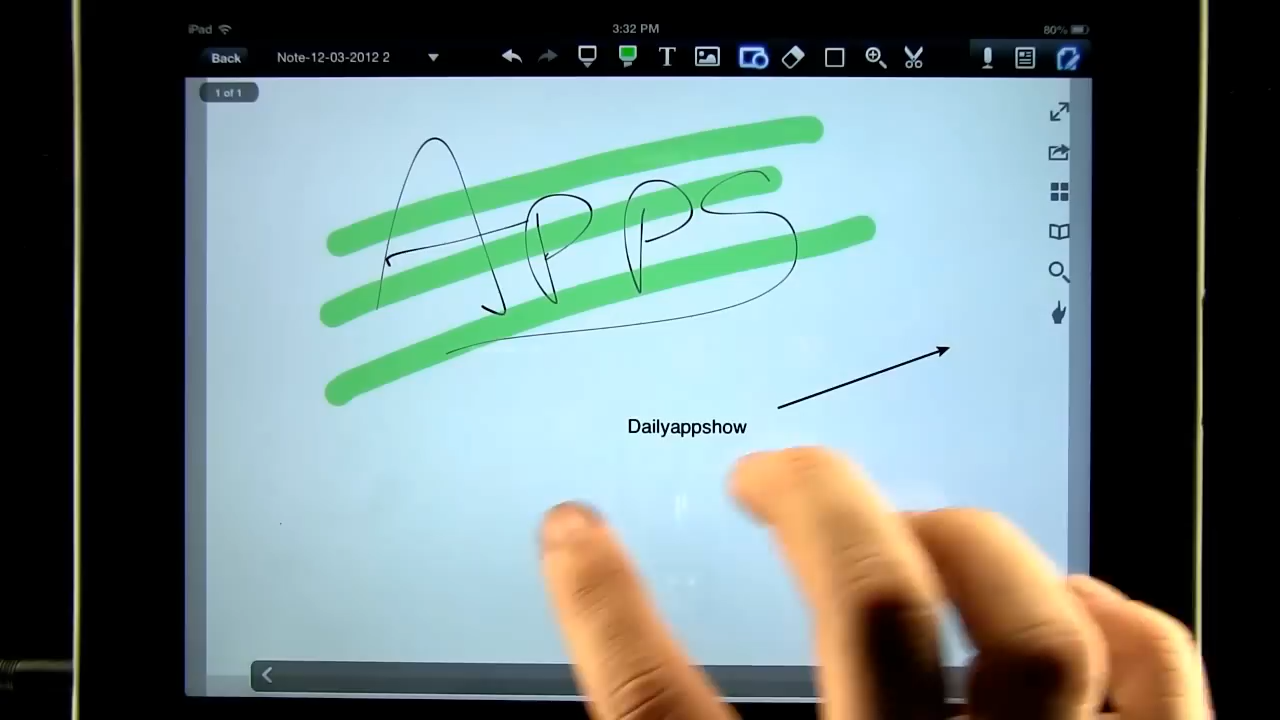 iPad 3:32 PM 80%
Back Note-12-03-2012 2 T
1 of 1
APPS
Dailyappshow